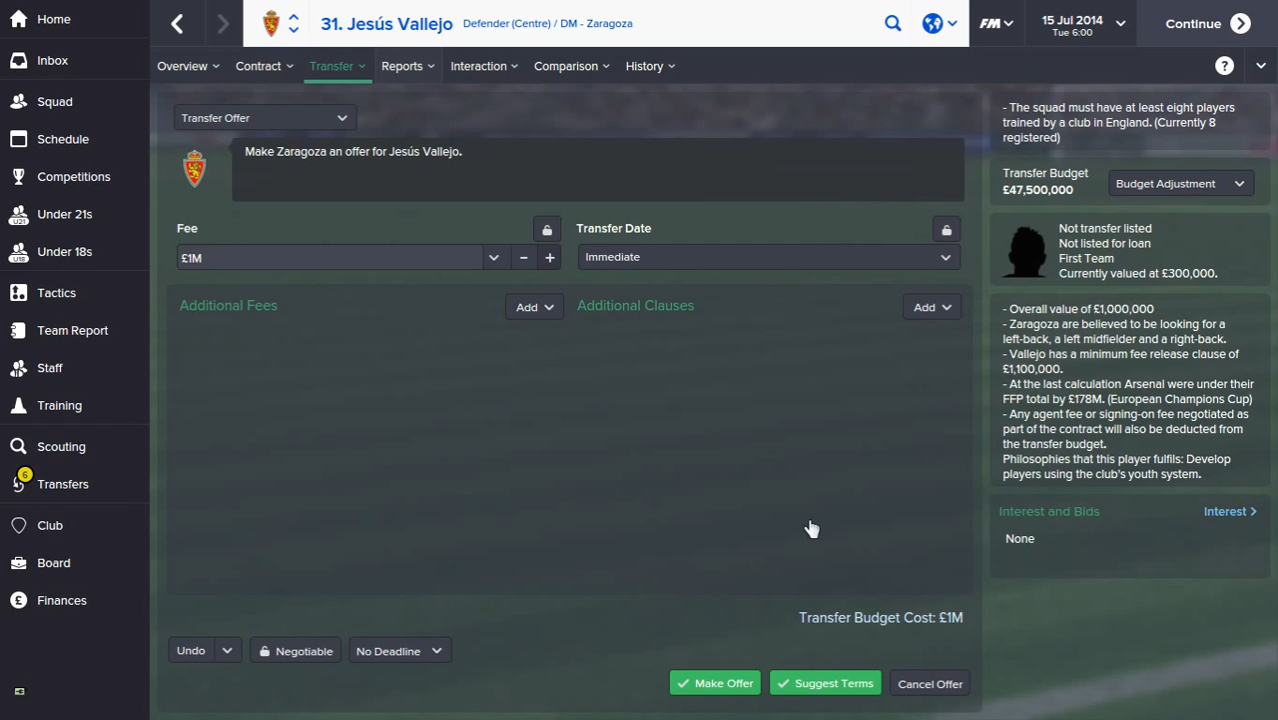 Home
Inbox
Squad
Schedule
Competitions
Under 21s
Under 18s
Tactics
Team Report
Staff
Training
Scouting
6
Transfers
Club
Board
Finances
31. Jesús Vallejo
Defender (Centre) / DM - Zaragoza
FM
15 Jul 2014
Tue 6:00
Continue
Overview
Contract
Transfer
Reports
Interaction
Comparison
History
?
Transfer Offer
Make Zaragoza an offer for Jesús Vallejo.
Fee
£1M
- +
Transfer Date
Immediate
Additional Fees
Add
Additional Clauses
Add
Transfer Budget Cost: £1M
Undo
Negotiable
No Deadline
Make Offer
Suggest Terms
Cancel Offer
- The squad must have at least eight players
trained by a club in England. (Currently 8
registered)
Transfer Budget
£47,500,000
Budget Adjustment
Not transfer listed
Not listed for loan
First Team
Currently valued at £300,000.
- Overall value of £1,000,000
- Zaragoza are believed to be looking for a
left-back, a left midfielder and a right-back.
- Vallejo has a minimum fee release clause of
£1,100,000.
- At the last calculation Arsenal were under their
FFP total by £178M. (European Champions Cup)
- Any agent fee or signing-on fee negotiated as
part of the contract will also be deducted from
the transfer budget.
Philosophies that this player fulfils: Develop
players using the club's youth system.
Interest and Bids
Interest >
None